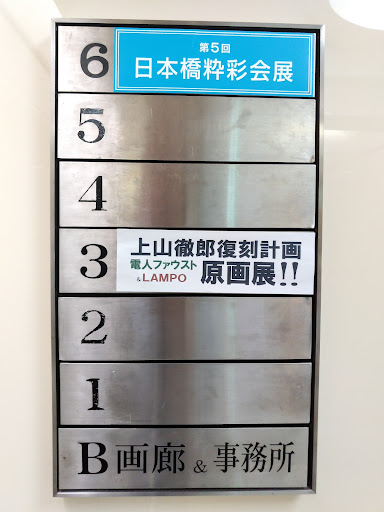 6
第5回
日本橋粋彩会展
5
4
3
上山徹郎復刻計画
電人ファウスト
&LAMPO
原画展!!
2
1
B 画廊 & 事務所